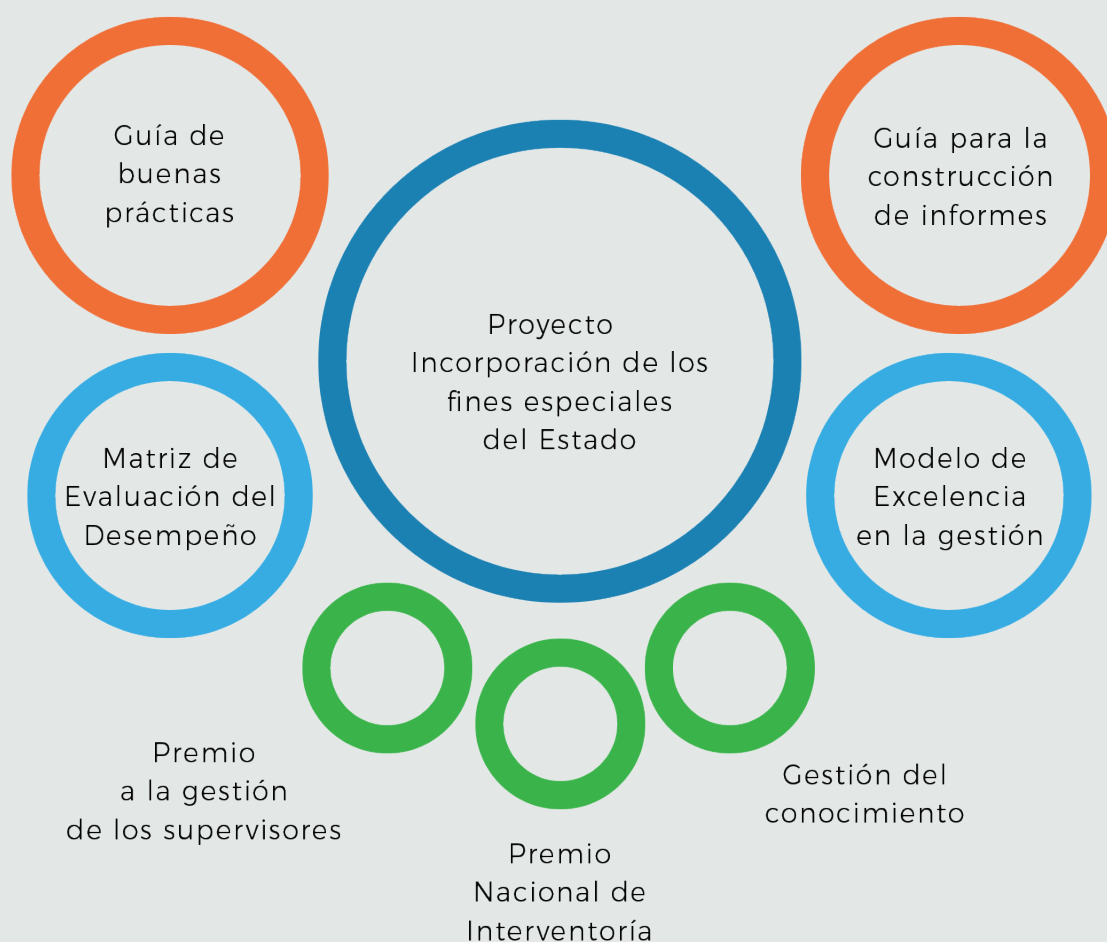 Guía de
buenas
prácticas
Guía para la
construcción
de informes
Proyecto
Incorporación de los
fines especiales
del Estado
Matriz de
Evaluación del
Desempeño
Modelo de
Excelencia
en la gestión
Premio
a la gestión
de los supervisores
Premio
Nacional de
Interventoría
Gestión del
conocimiento